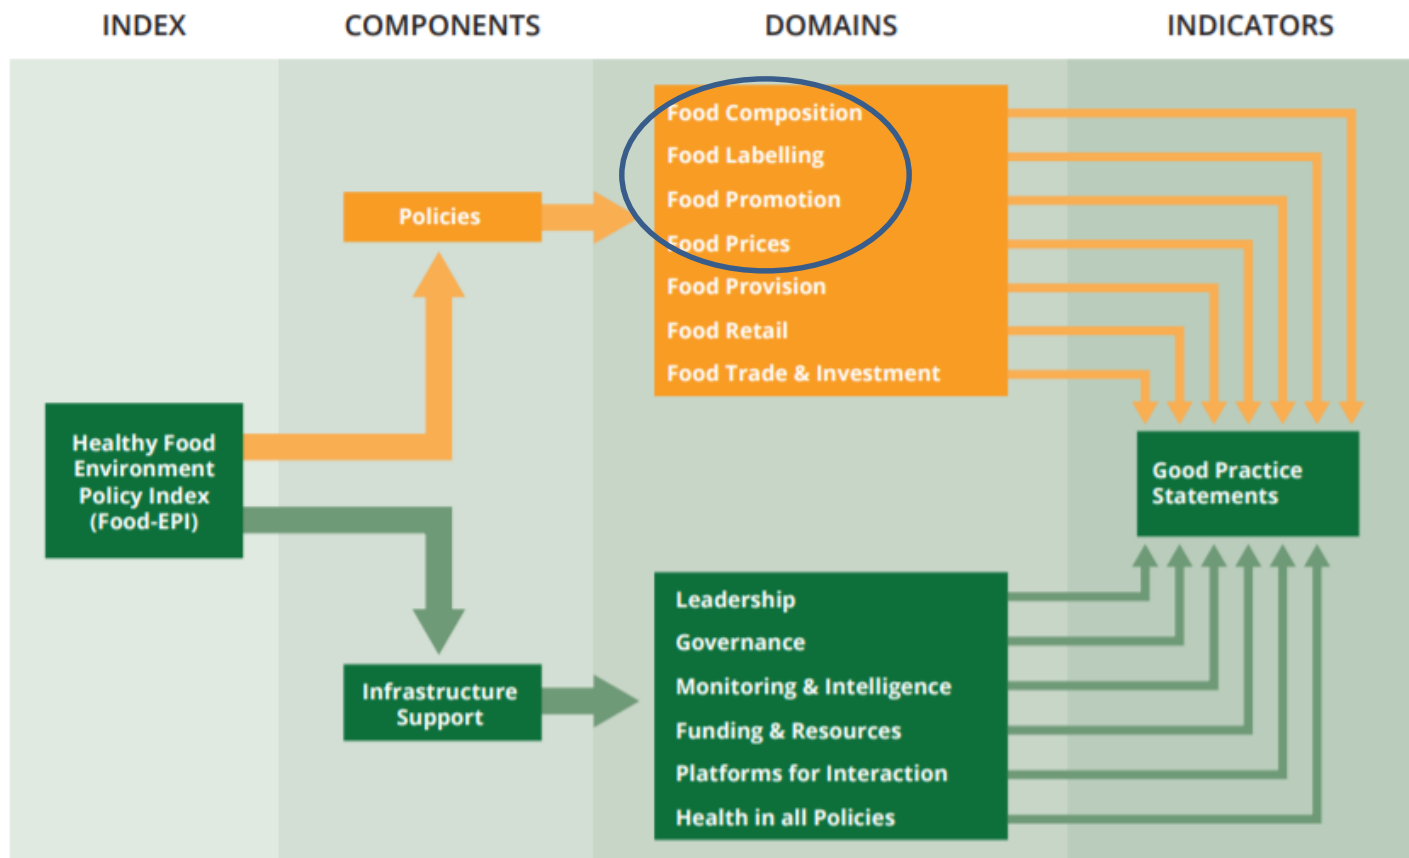 INDEX
COMPONENTS
DOMAINS
INDICATORS
Food Composition
Food Labelling
Food Promotion
Food Prices
Food Provision
Food Retail
Food Trade & Investment
Policies
Healthy Food
Environment
Policy Index
(Food-EPI)
Good Practice
Statements
Infrastructure
Support
Leadership
Governance
Monitoring & Intelligence
Funding & Resources
Platforms for Interaction
Health in all Policies